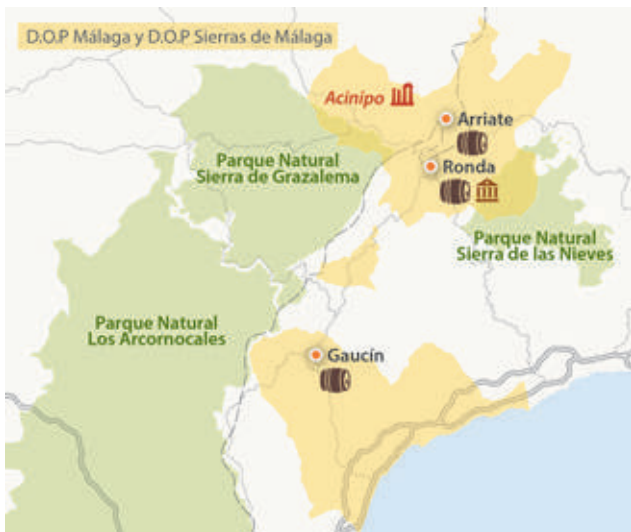 D.O.P Málaga y D.O.P Sierras de Málaga
Acinipo
Arriate
Parque Natural
Sierra de Grazalema
Ronda
Parque Natural
Sierra de las Nieves
Parque Natural
Los Arcornocales
Gaucín